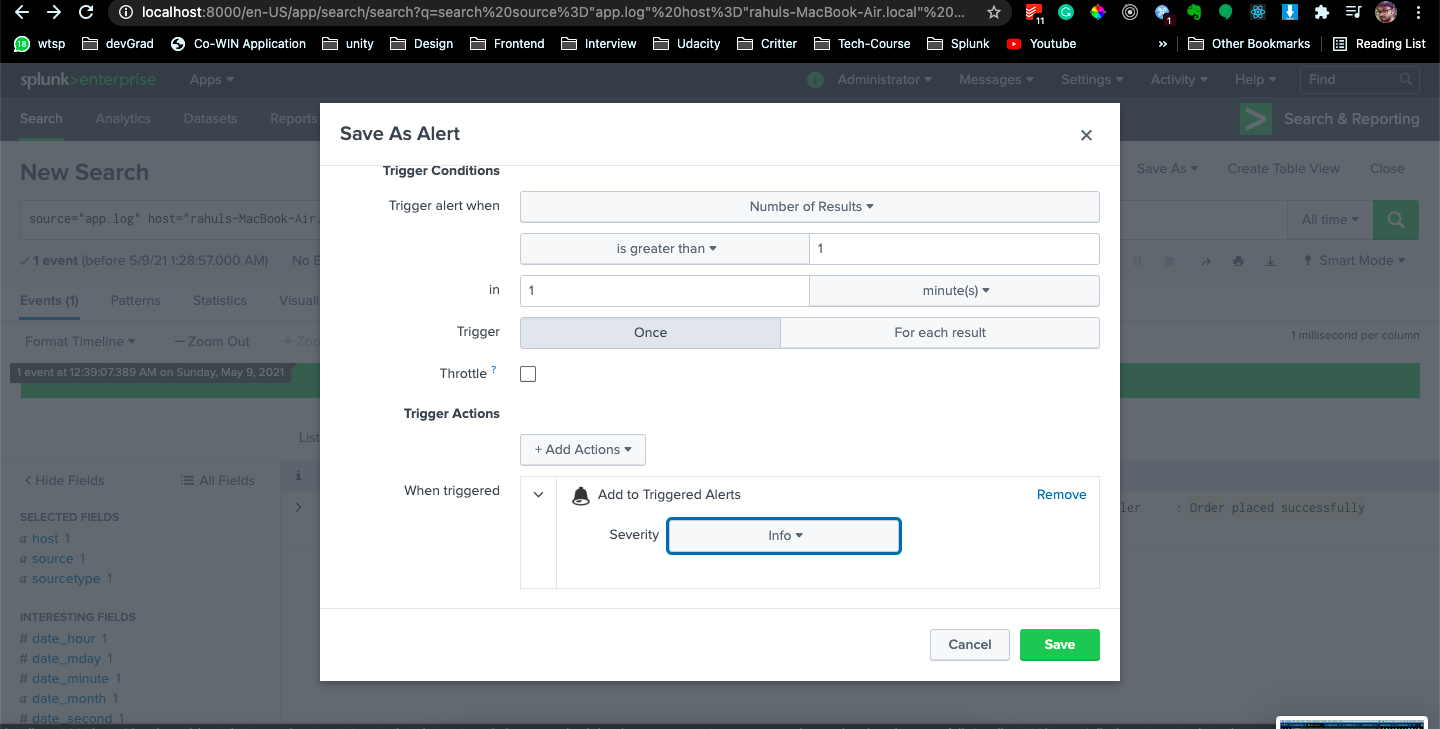 localhost:8000/en-US/app/search/search?q=search%20source%3D"app.log"%20host%3D"rahuls-MacBook-Air.local"%20...
11
1
18 wtsp devGrad Co-WIN Application unity Design Frontend Interview Udacity Critter Tech-Course Splunk Youtube » Other Bookmarks Reading List
splunk>enterprise Apps i Administrator Messages Settings Activity Help Find
Search Analytics Datasets Reports Search & Reporting
Save As Alert
New Search Save As Create Table View Close
Trigger Conditions
source="app.log" host="rahuls-MacBook-Air. All time
Trigger alert when Number of Results
is greater than 1
1 event (before 5/9/21 1:28:57.000 AM) No E Smart Mode
in 1 minute(s)
Events (1) Patterns Statistics Visuali
Trigger Once For each result
Format Timeline — Zoom Out + Zoo 1 millisecond per column
Throttle ?
1 event at 12:39:07.389 AM on Sunday, May 9, 2021
Trigger Actions
List
+ Add Actions
Hide Fields All Fields i
When triggered Add to Triggered Alerts Remove
ler : Order placed successfully
Severity Info
SELECTED FIELDS
a host 1
a source 1
a sourcetype 1
INTERESTING FIELDS
# date_hour 1
# date_mday 1
# date_minute 1
a date_month 1
# date_second 1
Cancel Save